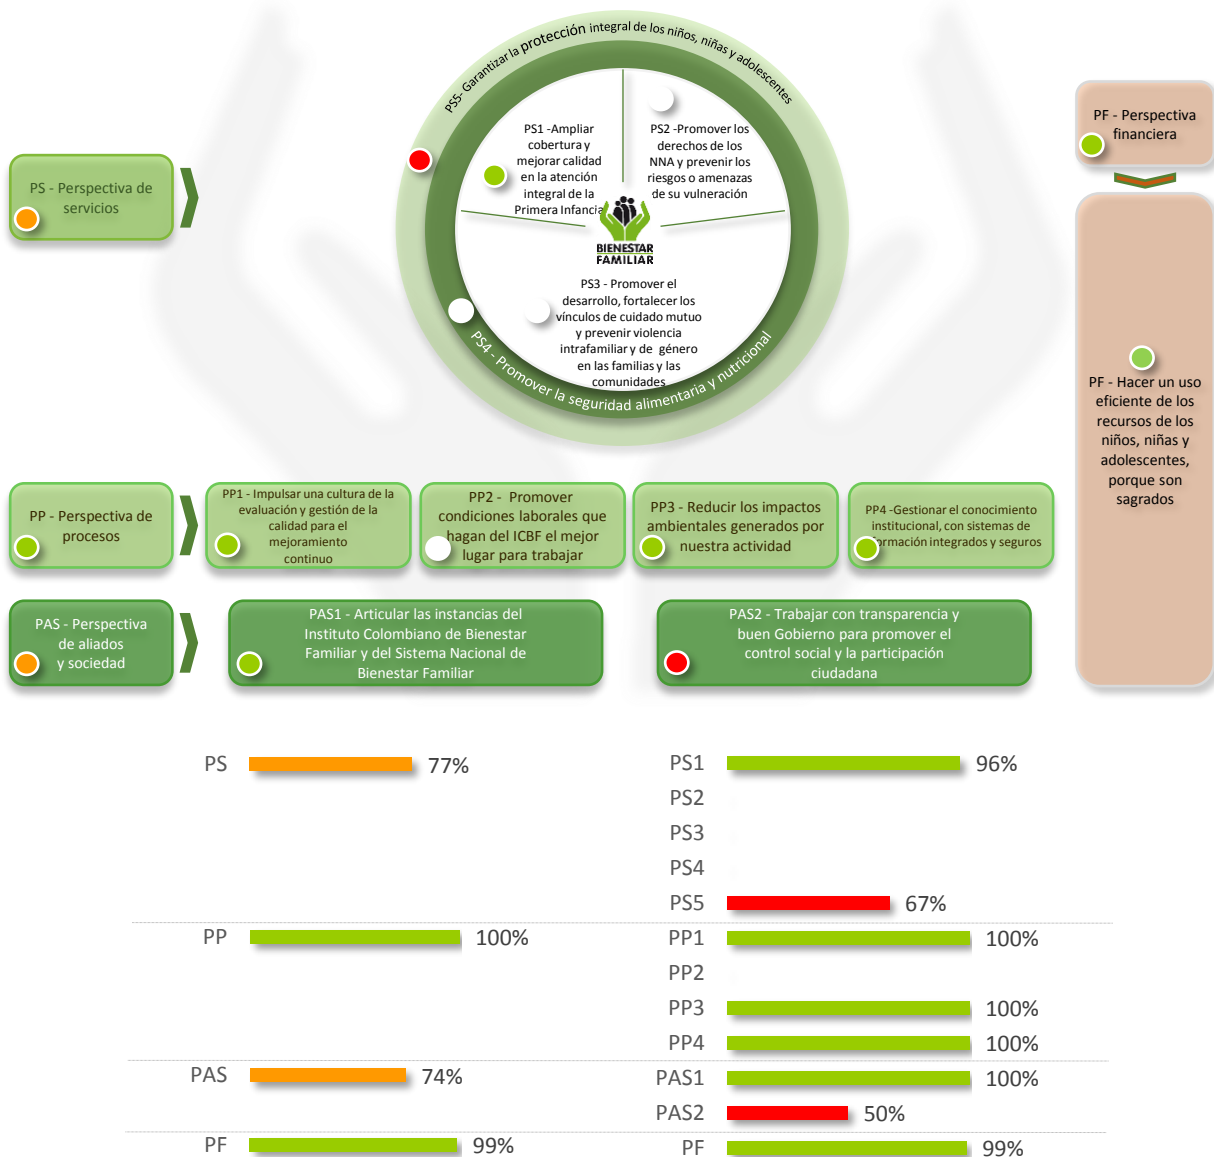 PS5- Garantizar la protección integral de los niños, niñas y adolescentes
PS1 -Ampliar
cobertura y
mejorar calidad
en la atención
integral de la
Primera Infancia
PS2 -Promover los
derechos de los
NNA y prevenir los
riesgos o amenazas
de su vulneración
BIENESTAR
FAMILIAR
PS3 - Promover el
desarrollo, fortalecer los
vínculos de cuidado mutuo
y prevenir violencia
intrafamiliar y de género
en las familias y las
comunidades
PS4 - Promover la seguridad alimentaria y nutricional
PS - Perspectiva de
servicios
PF - Perspectiva
financiera
PF - Hacer un uso
eficiente de los
recursos de los
niños, niñas y
adolescentes,
porque son
sagrados
PP - Perspectiva de
procesos
PP1 - Impulsar una cultura de la
evaluación y gestión de la
calidad para el
mejoramiento
continuo
PP2 - Promover
condiciones laborales que
hagan del ICBF el mejor
lugar para trabajar
PP3 - Reducir los impactos
ambientales generados por
nuestra actividad
PP4 -Gestionar el conocimiento
institucional, con sistemas de
formación integrados y seguros
PAS - Perspectiva
de aliados
y sociedad
PAS1 - Articular las instancias del
Instituto Colombiano de Bienestar
Familiar y del Sistema Nacional de
Bienestar Familiar
PAS2 - Trabajar con transparencia y
buen Gobierno para promover el
control social y la participación
ciudadana
PS 77%
PS1 96%
PS2
PS3
PS4
PS5 67%
PP 100%
PP1 100%
PP2
PP3 100%
PP4 100%
PAS 74%
PAS1 100%
PAS2 50%
PF 99%
PF 99%